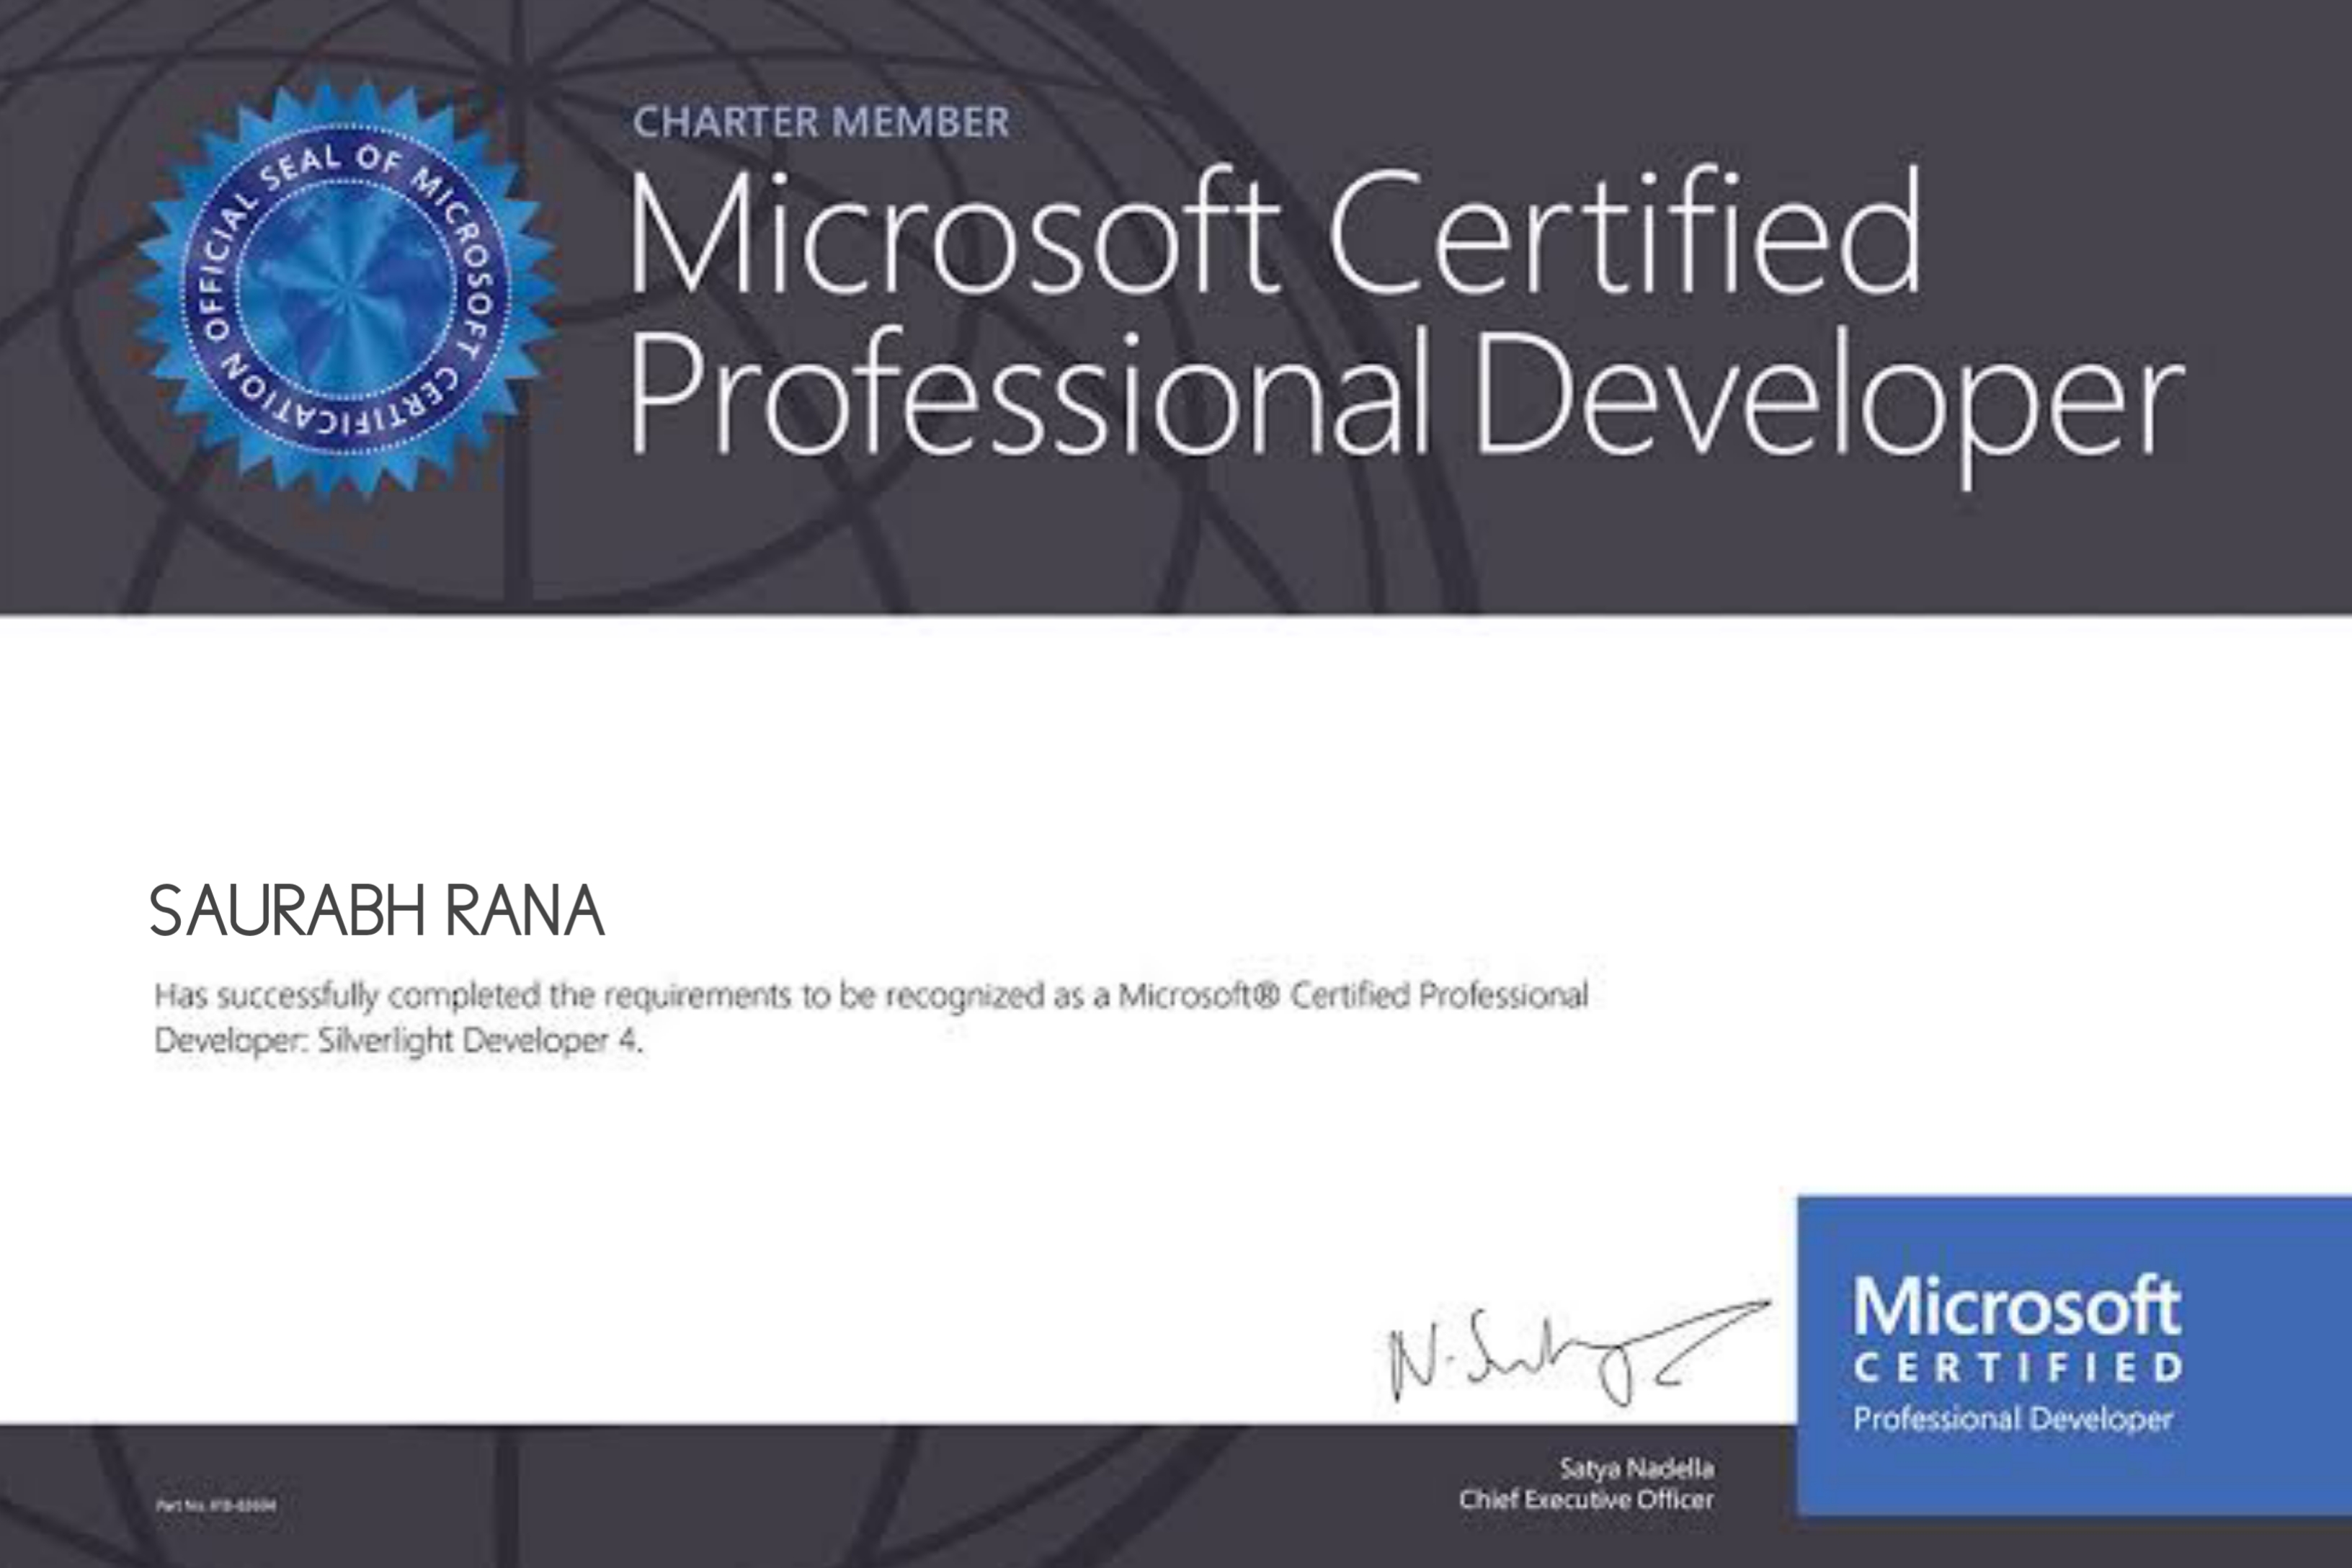 CHARTER MEMBER
Microsoft Certified
Professional Developer
OFFICIAL SEAL OF MICROSOFT CERTIFICATION
SAURABH RANA
Has successfully completed the requirements to be recognized as a Microsoft® Certified Professional
Developer: Silverlight Developer 4.
Microsoft
CERTIFIED
Professional Developer
Satya Nadella
Chief Executive Officer
Part No.